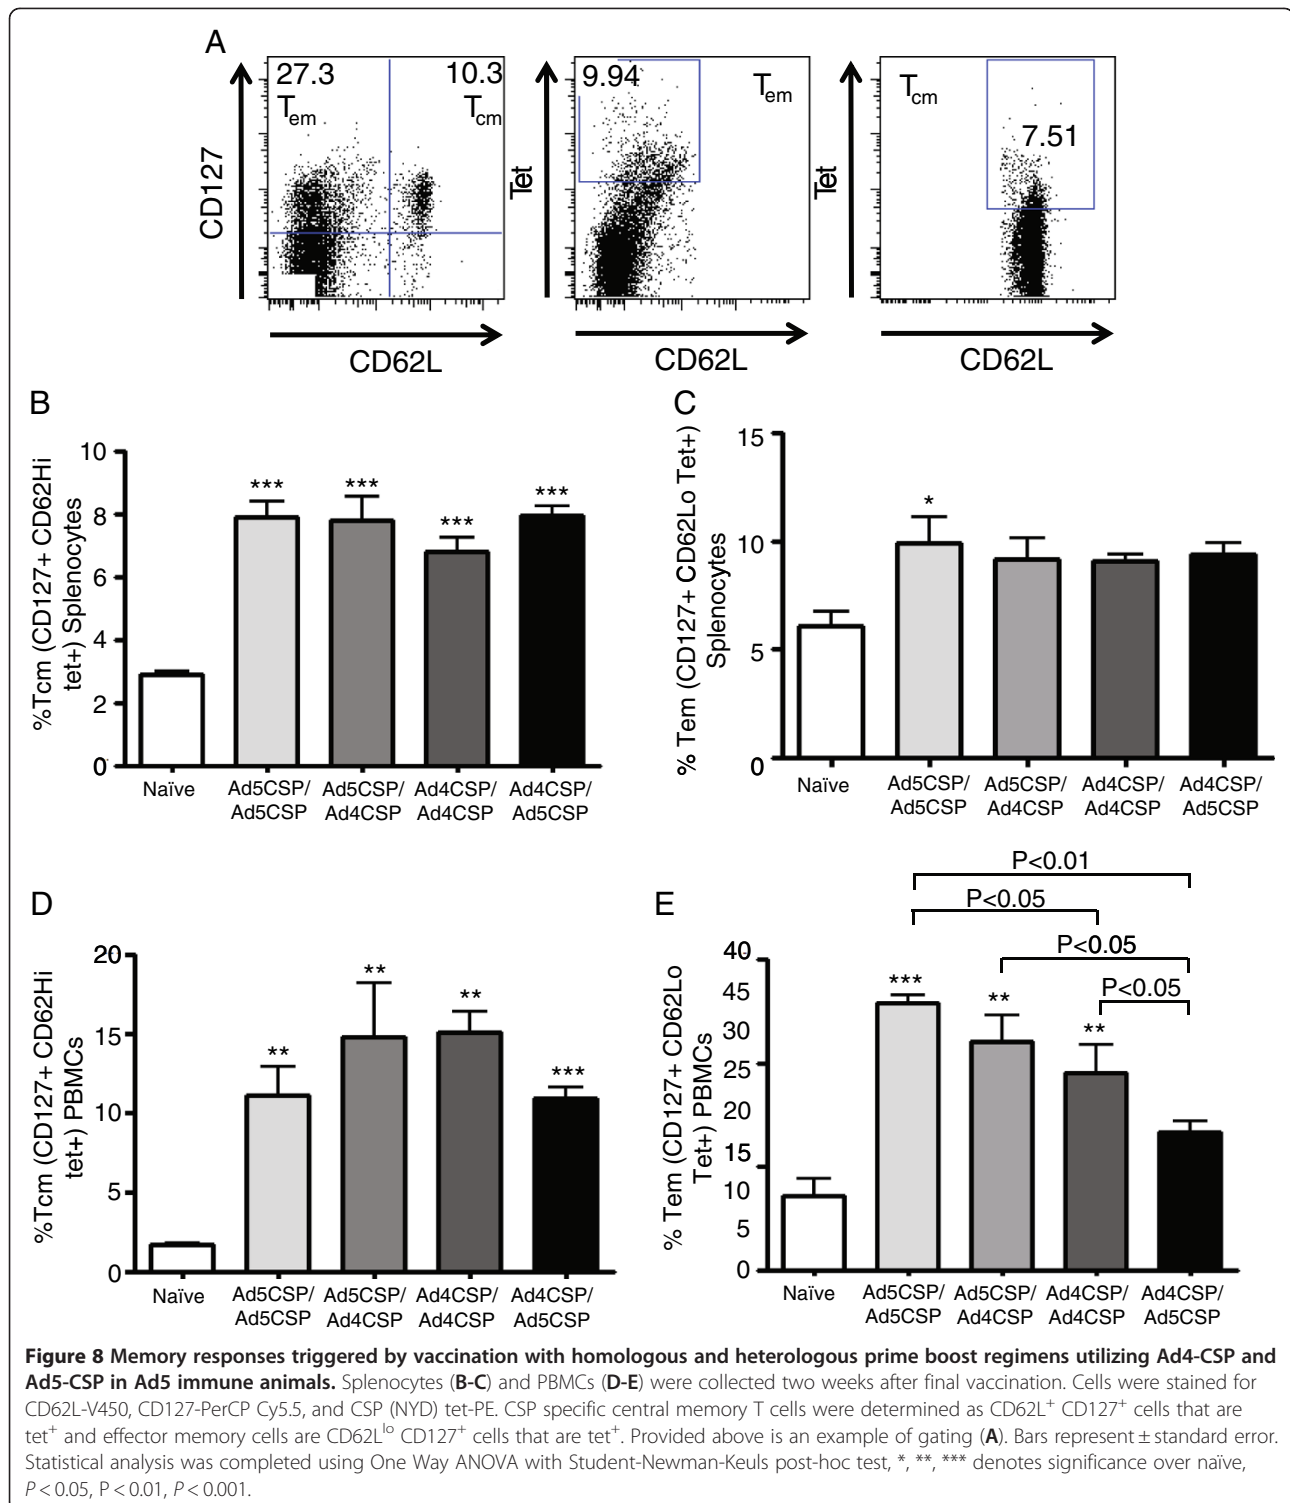 A
27.3
T em
10.3
T cm
CD127
CD62L
9.94
T em
Tet
CD62L
T cm
7.51
Tet
CD62L
B
%Tcm (CD127+ CD62Hi
tet+) Splenocytes
10
8
6
4
2
0
***
***
***
***
Naïve
Ad5CSP/
Ad5CSP
Ad5CSP/
Ad4CSP
Ad4CSP/
Ad4CSP
Ad4CSP/
Ad5CSP
C
% Tem (CD127+ CD62Lo Tet+)
Splenocytes
15
10
5
0
*
Naïve
Ad5CSP/
Ad5CSP
Ad5CSP/
Ad4CSP
Ad4CSP/
Ad4CSP
Ad4CSP/
Ad5CSP
D
%Tcm (CD127+ CD62Hi
tet+) PBMCs
20
15
10
5
0
**
**
**
***
Naïve
Ad5CSP/
Ad5CSP
Ad5CSP/
Ad4CSP
Ad4CSP/
Ad4CSP
Ad4CSP/
Ad5CSP
E
% Tem (CD127+ CD62Lo
Tet+) PBMCs
40
45
30
25
20
15
10
5
0
P<0.01
P<0.05
P<0.05
P<0.05
***
**
**
Naïve
Ad5CSP/
Ad5CSP
Ad5CSP/
Ad4CSP
Ad4CSP/
Ad4CSP
Ad4CSP/
Ad5CSP
Figure 8 Memory responses triggered by vaccination with homologous and heterologous prime boost regimens utilizing Ad4-CSP and
Ad5-CSP in Ad5 immune animals. Splenocytes (B-C) and PBMCs (D-E) were collected two weeks after final vaccination. Cells were stained for
CD62L-V450, CD127-PerCP Cy5.5, and CSP (NYD) tet-PE. CSP specific central memory T cells were determined as CD62L⁺ CD127⁺ cells that are
tet⁺ and effector memory cells are CD62Lˡᵒ CD127⁺ cells that are tet⁺. Provided above is an example of gating (A). Bars represent ± standard error.
Statistical analysis was completed using One Way ANOVA with Student-Newman-Keuls post-hoc test, *, **, *** denotes significance over naïve,
P < 0.05, P < 0.01, P < 0.001.